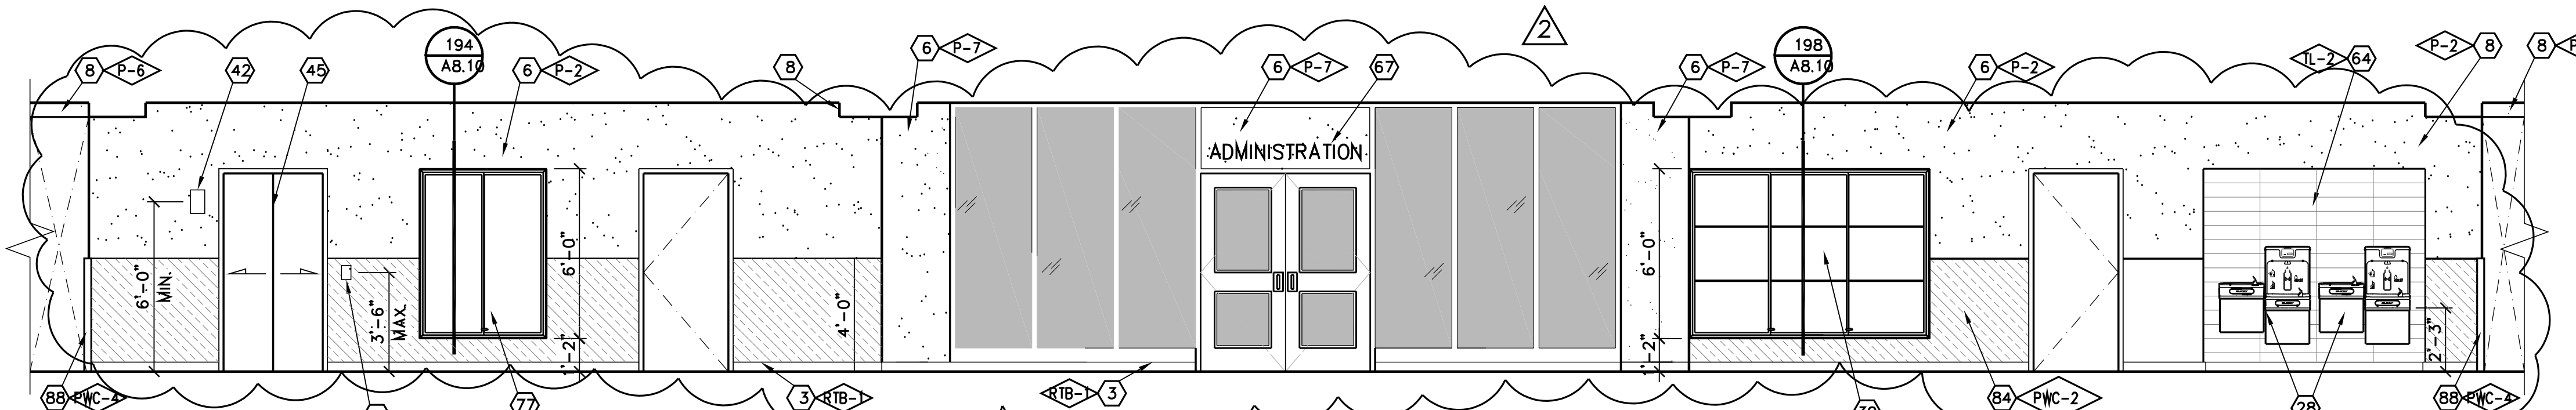 2
194
A8.10
198
A8.10
8 P-6
42
45
6 P-2
8
6 P-7
6 P-7
67
6 P-7
6 P-2
TL-2 64
P-2 8
8
ADMINISTRATION
6'-0"
MIN.
3'-6"
MAX.
6'-0"
1'-2"
4'-0"
6'-0"
1'-2"
2'-3"
88 PWC-4
77
3 RTB-1
RTB-1 3
84 PWC-2
28
88 PWC-4